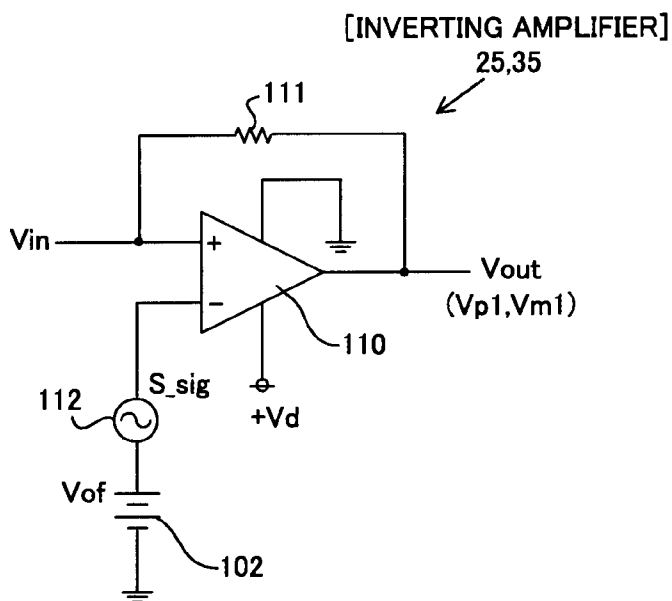 [INVERTING AMPLIFIER]
25,35
111
Vin
+
−
Vout
(Vp1,Vm1)
110
S_sig
112
+Vd
Vof
102